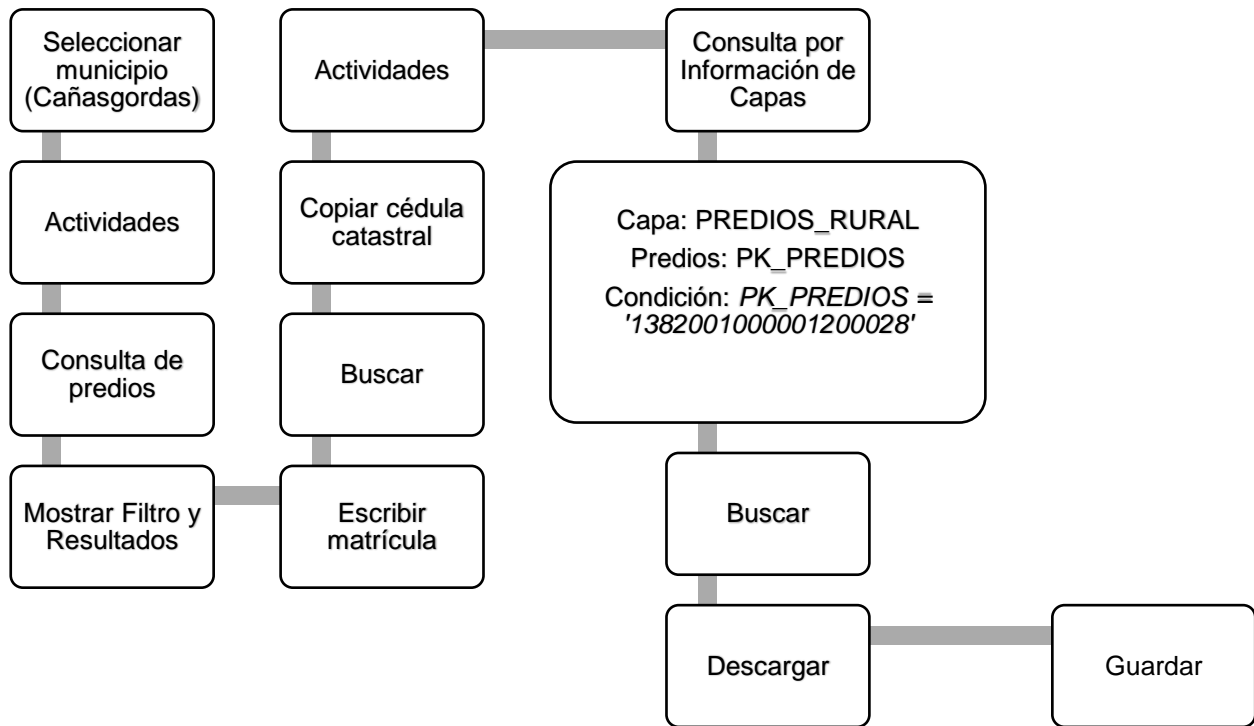 Seleccionar
municipio
(Cañasgordas)
Actividades
Consulta de
predios
Mostrar Filtro y
Resultados
Escribir
matrícula
Buscar
Copiar cédula
catastral
Actividades
Consulta por
Información de
Capas
Capa: PREDIOS_RURAL
Predios: PK_PREDIOS
Condición: PK_PREDIOS =
'1382001000001200028'
Buscar
Descargar
Guardar